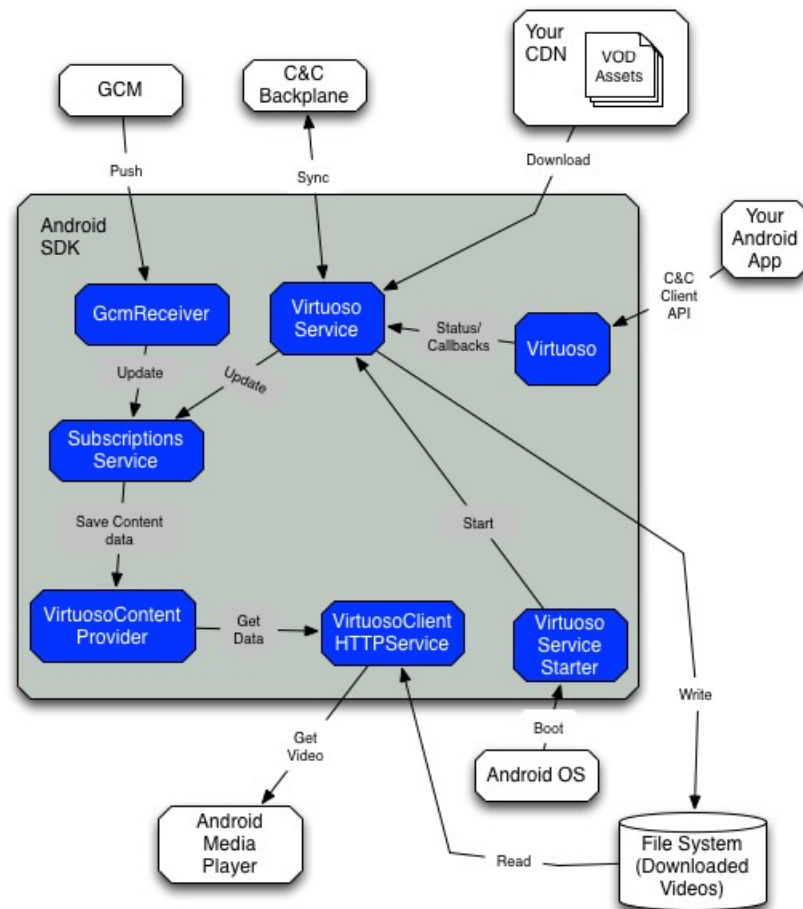 Your
CDN
VOD
Assets
GCM
C&C
Backplane
Push
Sync
Download
Android
SDK
Your
Android
App
C&C
Client
API
GcmReceiver
Virtuoso
Service
Status/
Callbacks
Virtuoso
Update
Update
Subscriptions
Service
Save Content
data
Start
VirtuosoContent
Provider
Get
Data
VirtuosoClient
HTTPService
Virtuoso
Service
Starter
Write
Get
Video
Boot
Android OS
Android
Media
Player
Read
File System
(Downloaded
Videos)